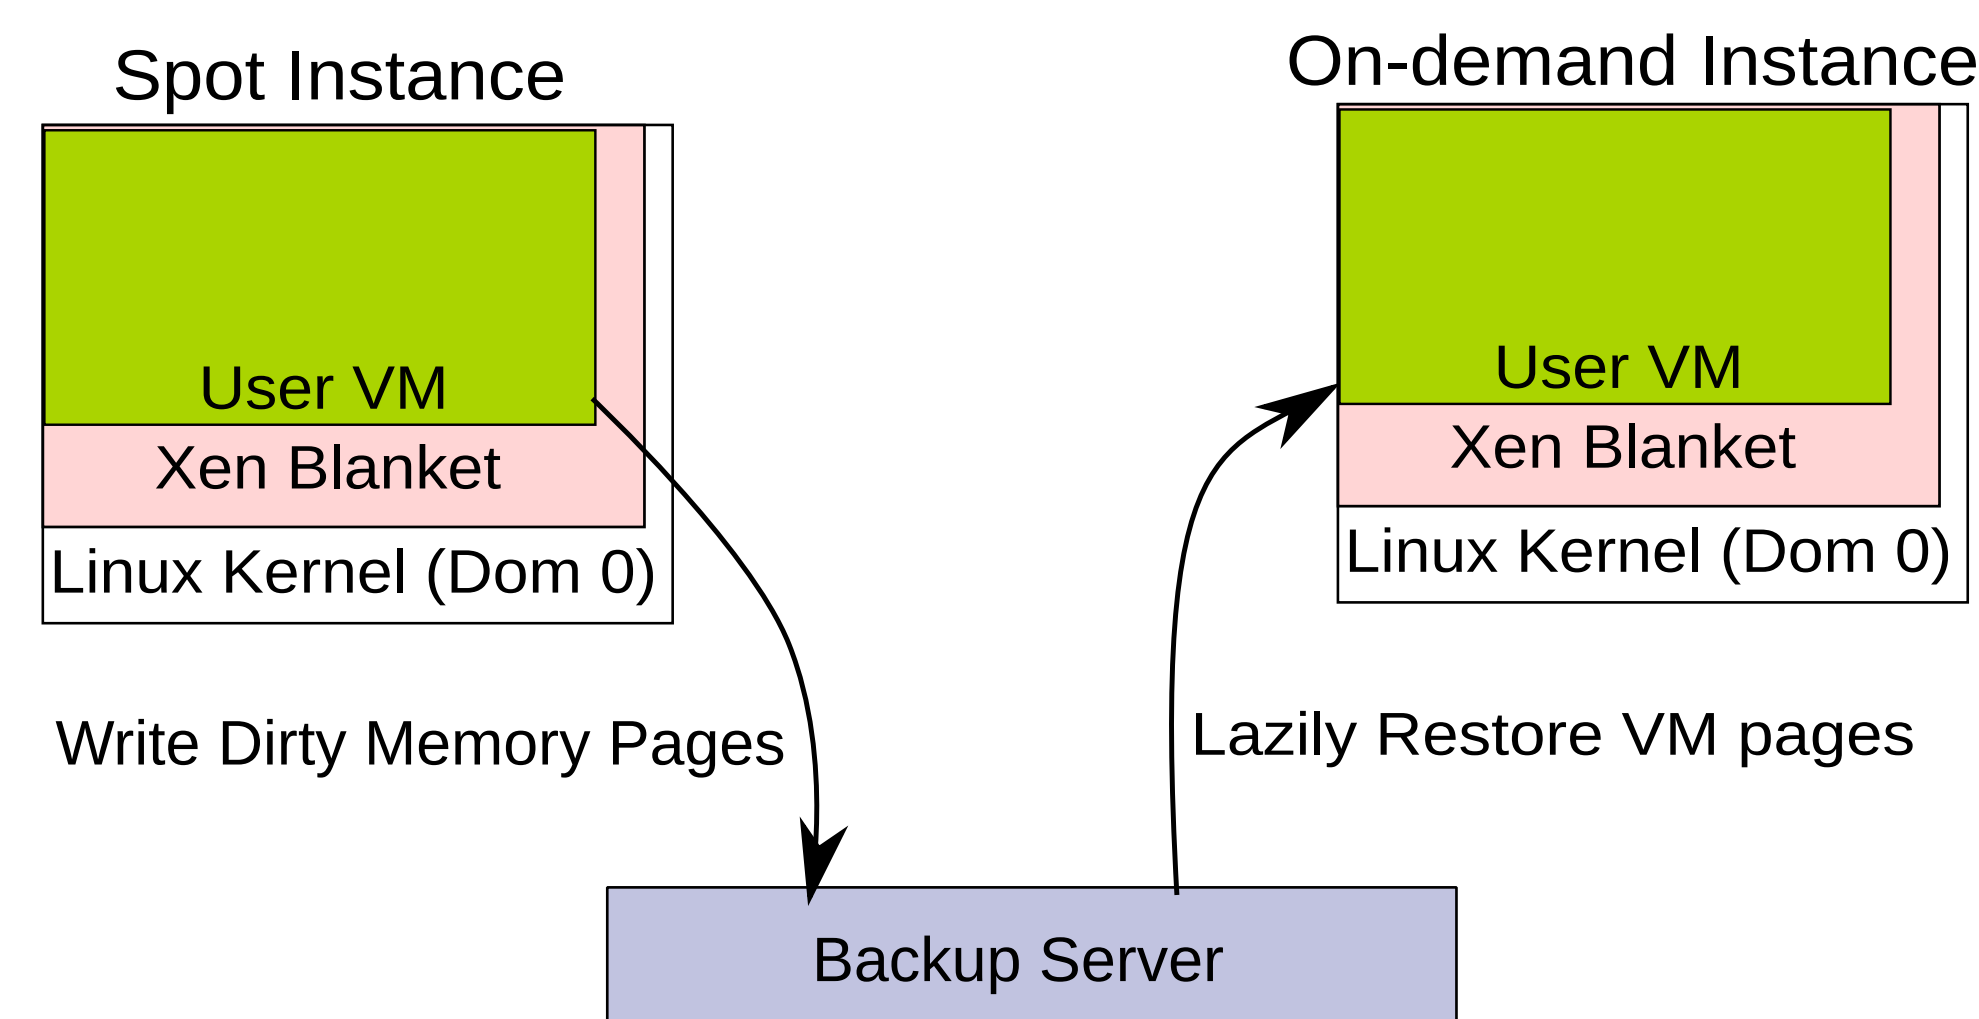 Spot Instance
User VM
Xen Blanket
Linux Kernel (Dom 0)
On-demand Instance
User VM
Xen Blanket
Linux Kernel (Dom 0)
Write Dirty Memory Pages
Lazily Restore VM pages
Backup Server